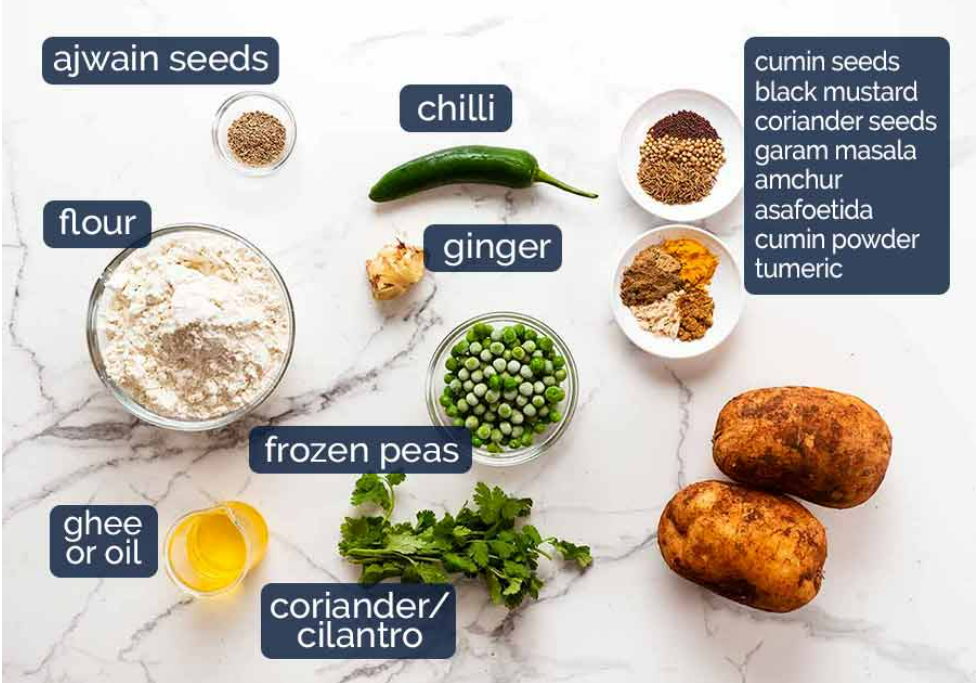 ajwain seeds
chilli
cumin seeds
black mustard
coriander seeds
garam masala
amchur
asafoetida
cumin powder
tumeric
flour
ginger
frozen peas
ghee
or oil
coriander/
cilantro